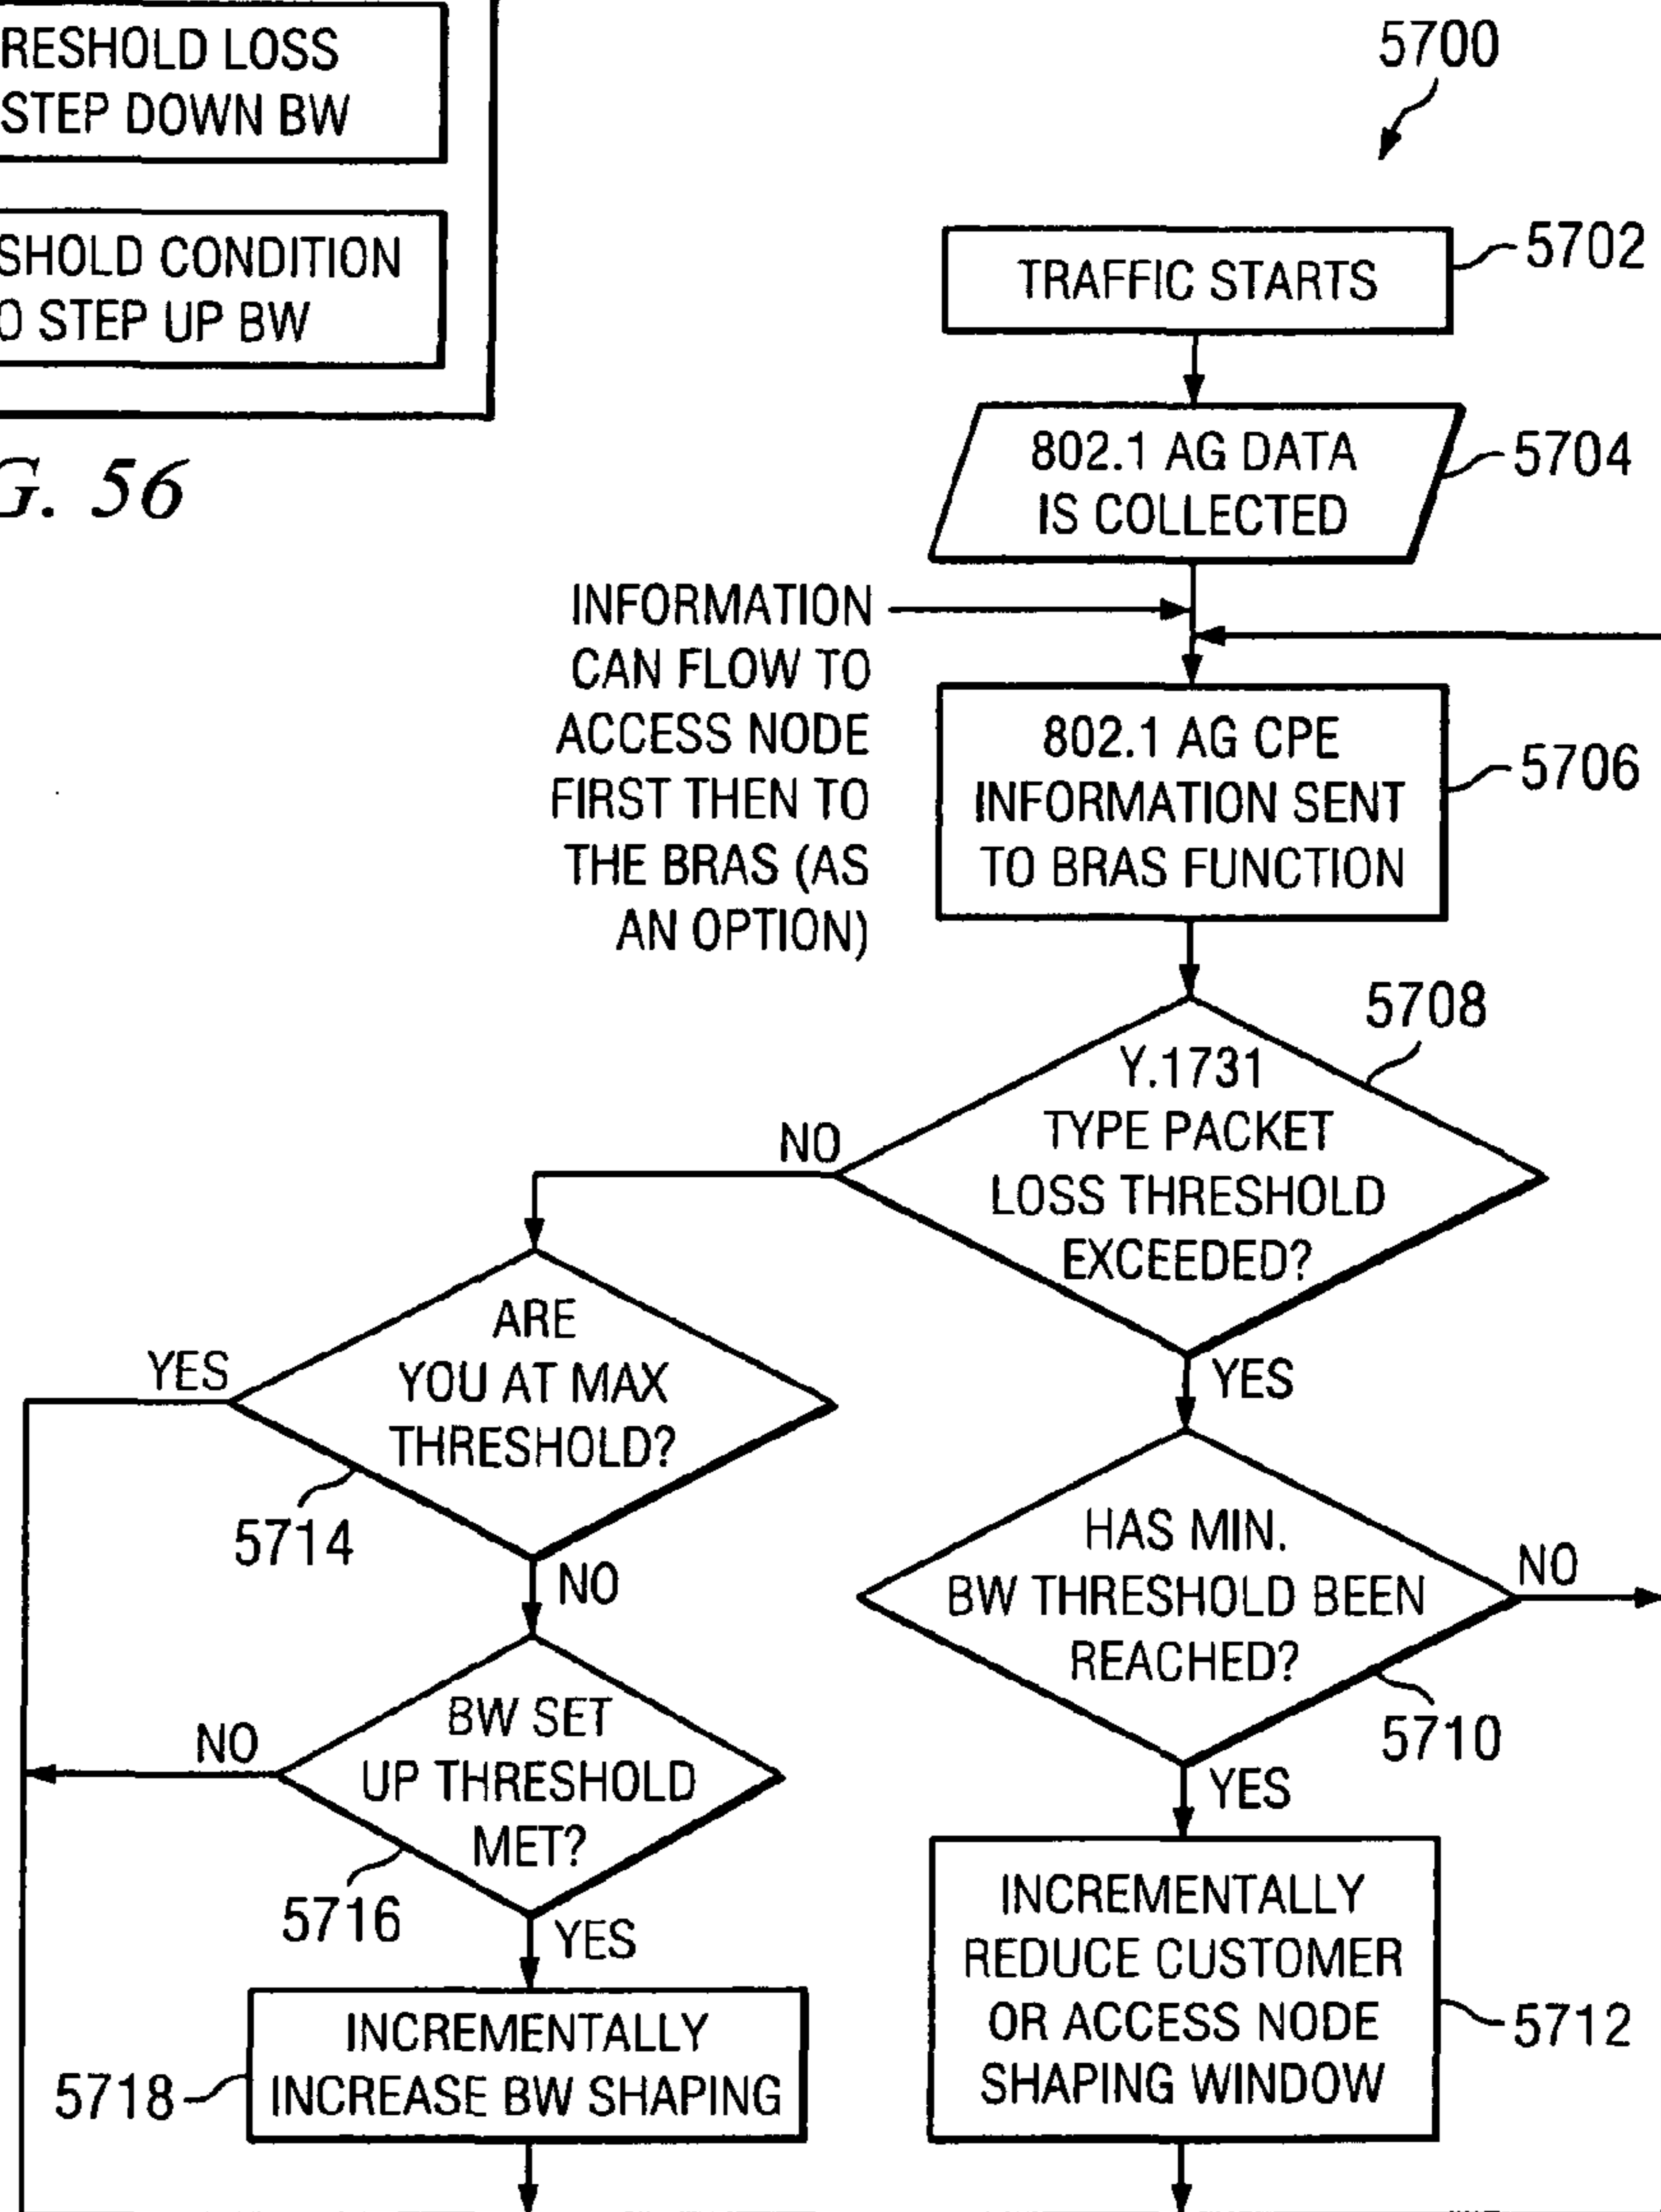 RESHOLD LOSS
STEP DOWN BW
SHOLD CONDITION
O STEP UP BW
G. 56
5700
TRAFFIC STARTS
5702
802.1 AG DATA
IS COLLECTED
5704
INFORMATION
CAN FLOW TO
ACCESS NODE
FIRST THEN TO
THE BRAS (AS
AN OPTION)
802.1 AG CPE
INFORMATION SENT
TO BRAS FUNCTION
5706
5708
Y.1731
TYPE PACKET
LOSS THRESHOLD
EXCEEDED?
NO
YES
ARE
YOU AT MAX
THRESHOLD?
YES
5714
NO
HAS MIN.
BW THRESHOLD BEEN
REACHED?
NO
5710
YES
BW SET
UP THRESHOLD
MET?
NO
5716
YES
INCREMENTALLY
INCREASE BW SHAPING
5718
INCREMENTALLY
REDUCE CUSTOMER
OR ACCESS NODE
SHAPING WINDOW
5712